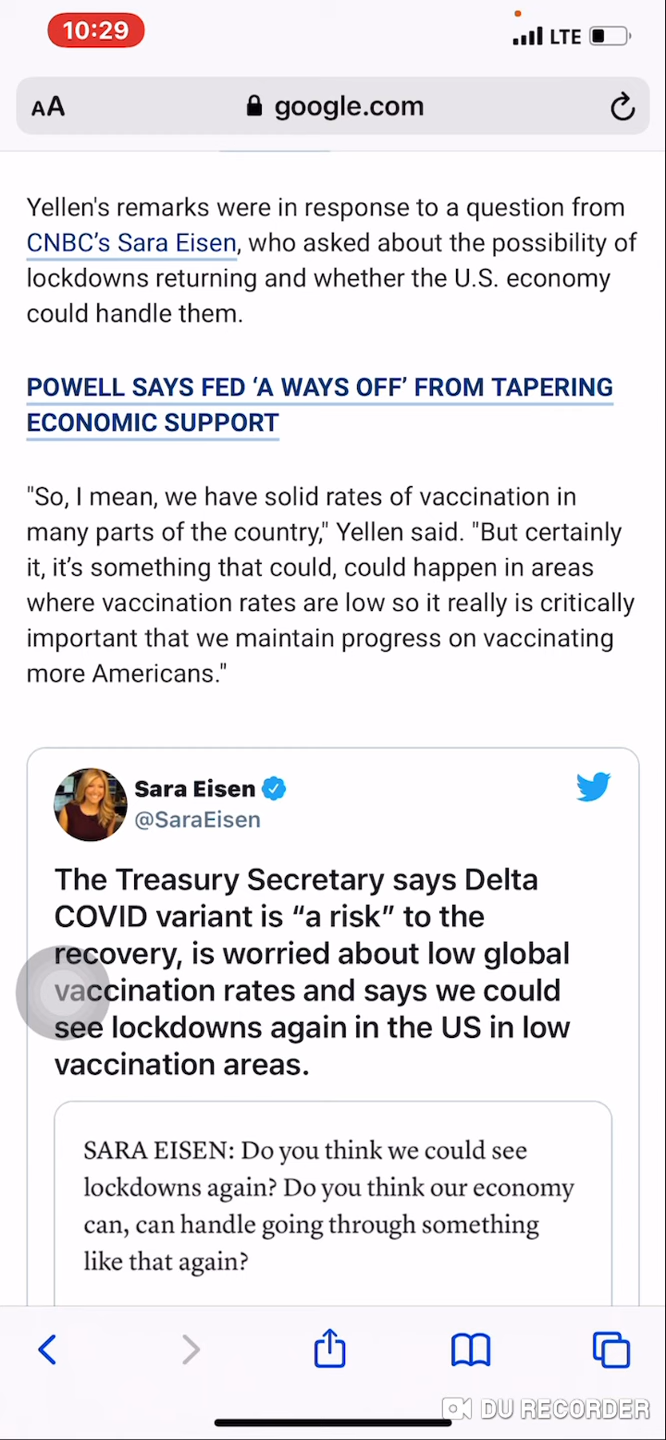 10:29
LTE
AA
google.com
Yellen's remarks were in response to a question from
CNBC’s Sara Eisen, who asked about the possibility of
lockdowns returning and whether the U.S. economy
could handle them.
POWELL SAYS FED ‘A WAYS OFF’ FROM TAPERING
ECONOMIC SUPPORT
"So, I mean, we have solid rates of vaccination in
many parts of the country," Yellen said. "But certainly
it, it’s something that could, could happen in areas
where vaccination rates are low so it really is critically
important that we maintain progress on vaccinating
more Americans."
Sara Eisen
@SaraEisen
The Treasury Secretary says Delta
COVID variant is “a risk” to the
recovery, is worried about low global
vaccination rates and says we could
see lockdowns again in the US in low
vaccination areas.
SARA EISEN: Do you think we could see
lockdowns again? Do you think our economy
can, can handle going through something
like that again?
DU RECORDER